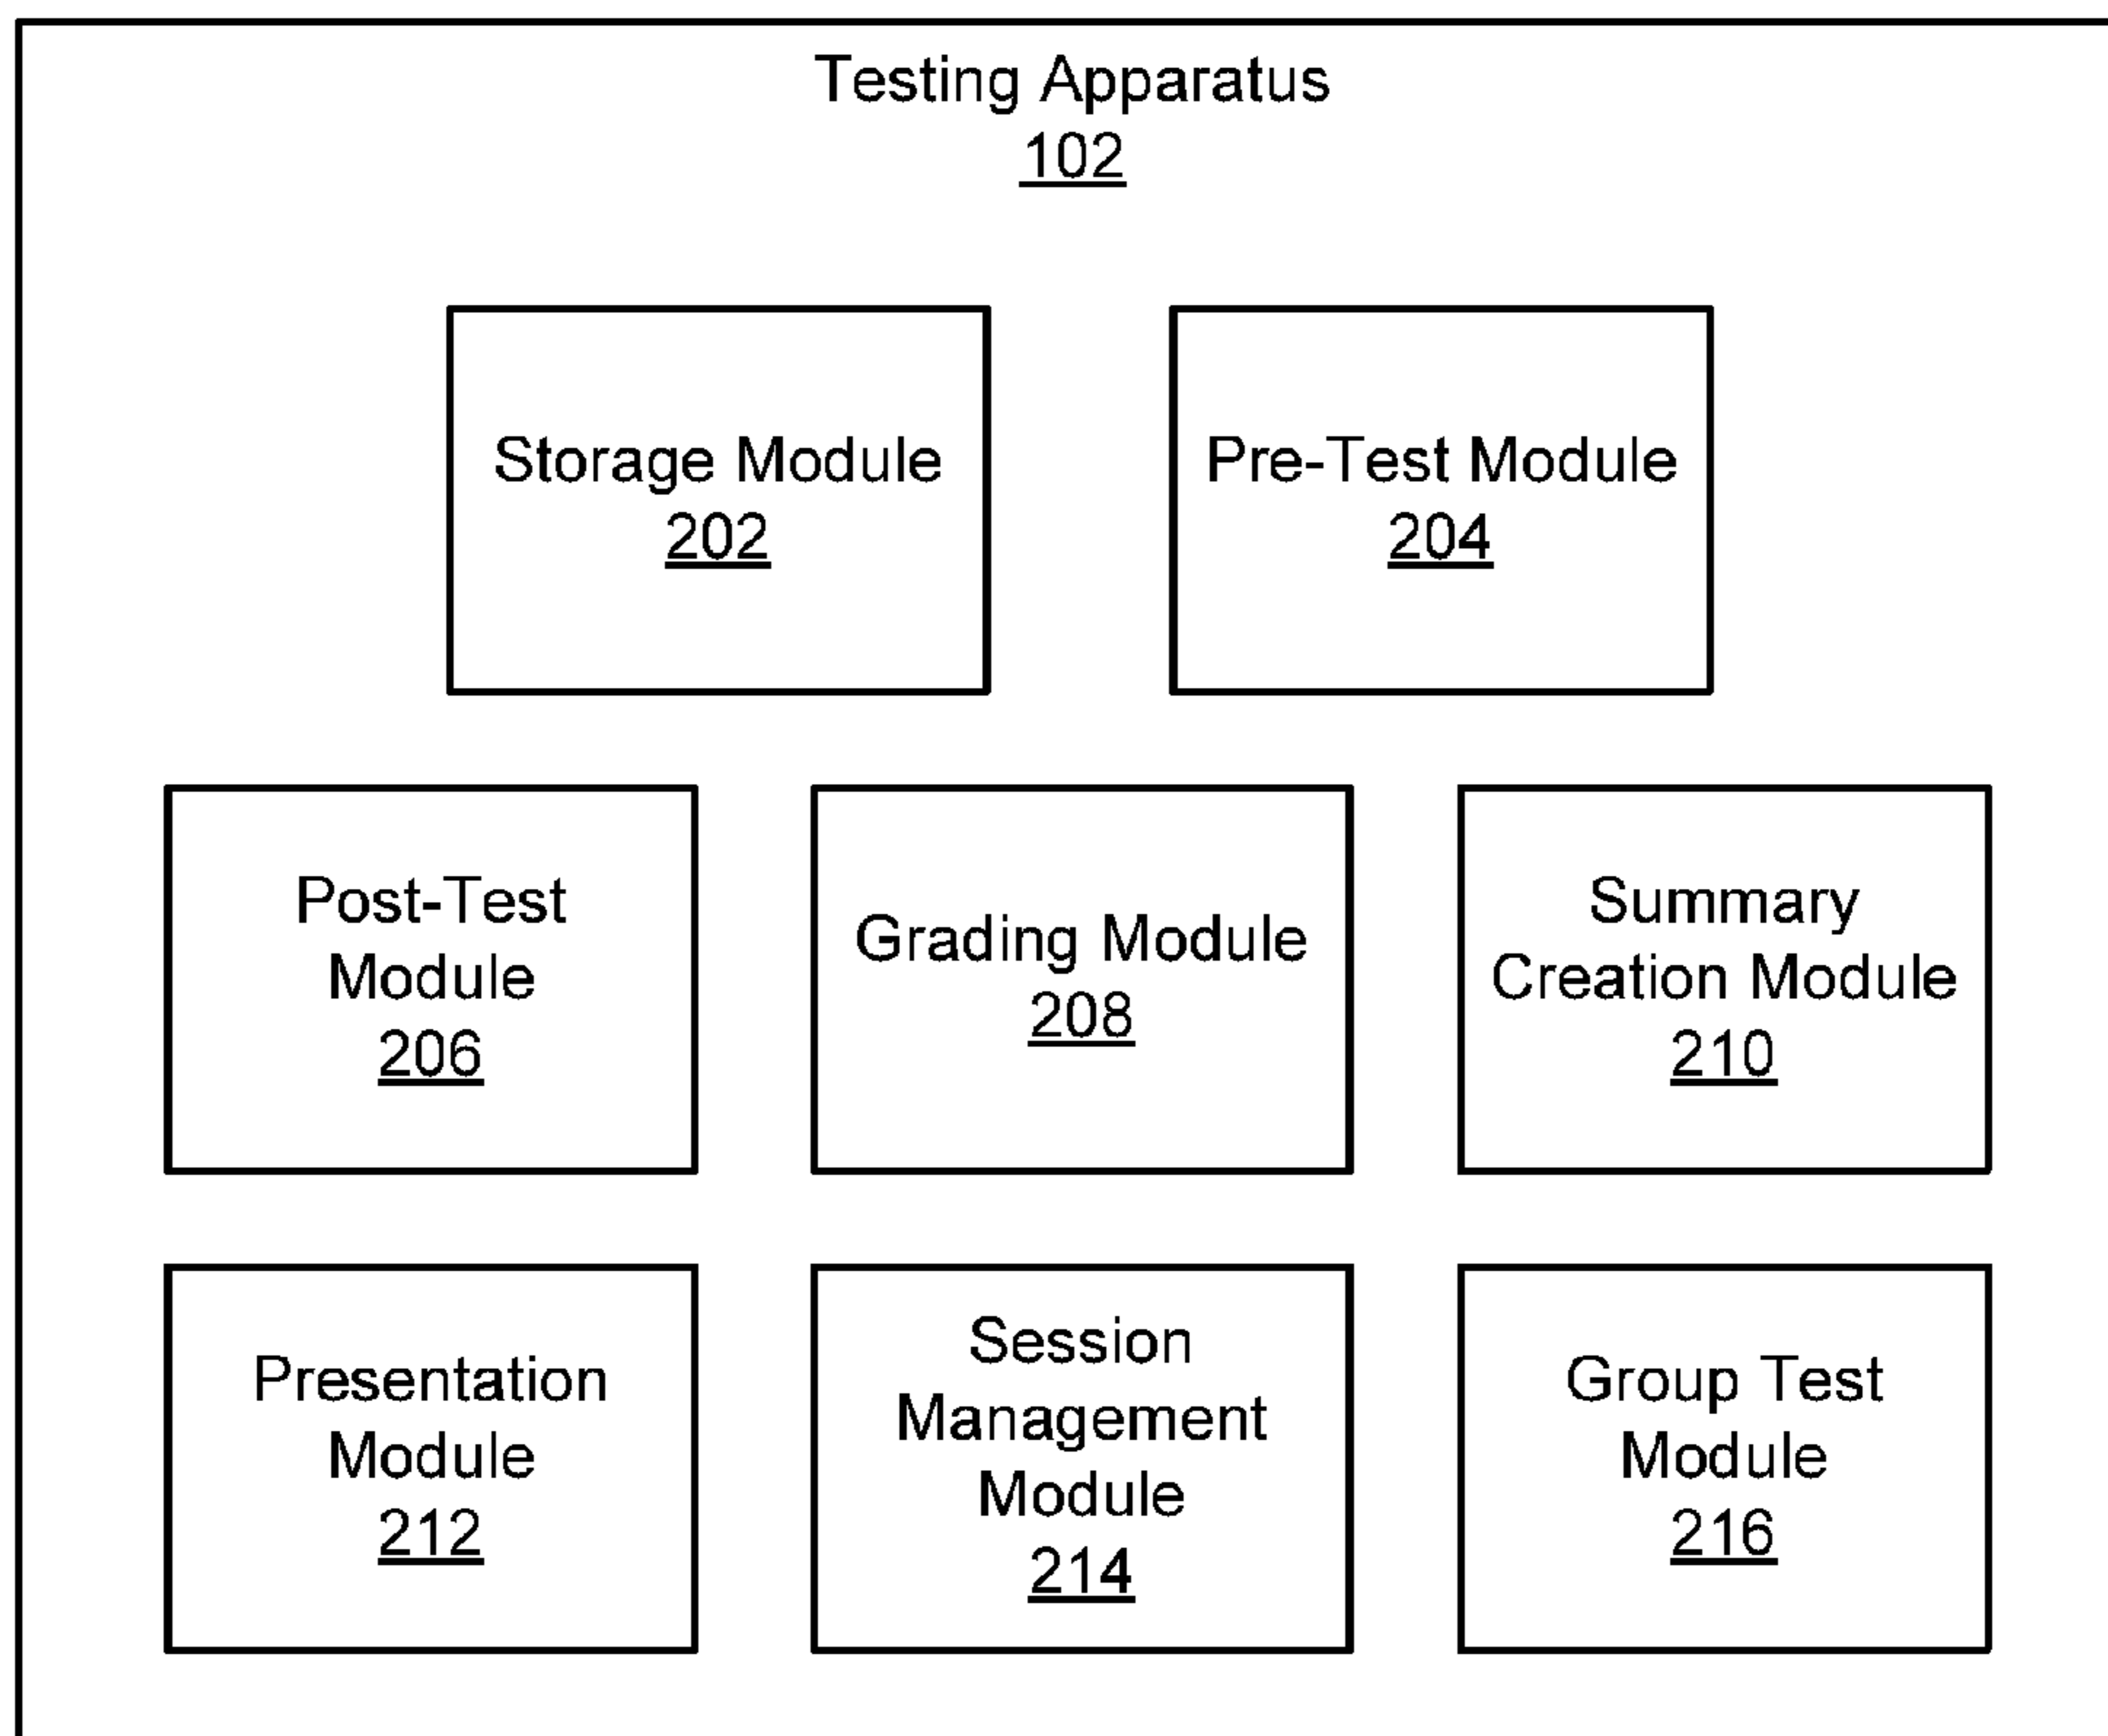 Testing Apparatus
102
Storage Module
202
Pre-Test Module
204
Post-Test
Module
206
Grading Module
208
Summary
Creation Module
210
Presentation
Module
212
Session
Management
Module
214
Group Test
Module
216